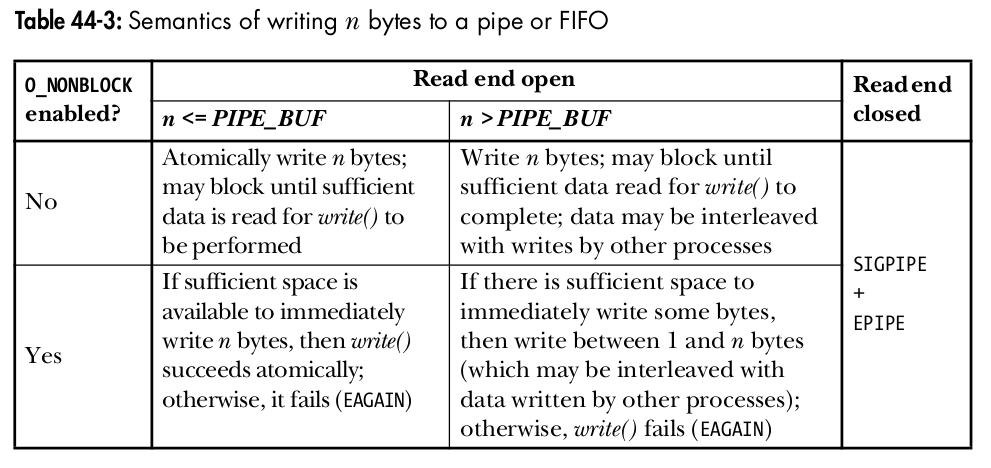 Table 44-3: Semantics of writing n bytes to a pipe or FIFO
O_NONBLOCK
enabled?
Read end open
Read end
closed
n <= PIPE_BUF
n > PIPE_BUF
No
Atomically write n bytes;
may block until sufficient
data is read for write() to
be performed
Write n bytes; may block until
sufficient data read for write() to
complete; data may be interleaved
with writes by other processes
SIGPIPE
+
EPIPE
Yes
If sufficient space is
available to immediately
write n bytes, then write()
succeeds atomically;
otherwise, it fails (EAGAIN)
If there is sufficient space to
immediately write some bytes,
then write between 1 and n bytes
(which may be interleaved with
data written by other processes);
otherwise, write() fails (EAGAIN)